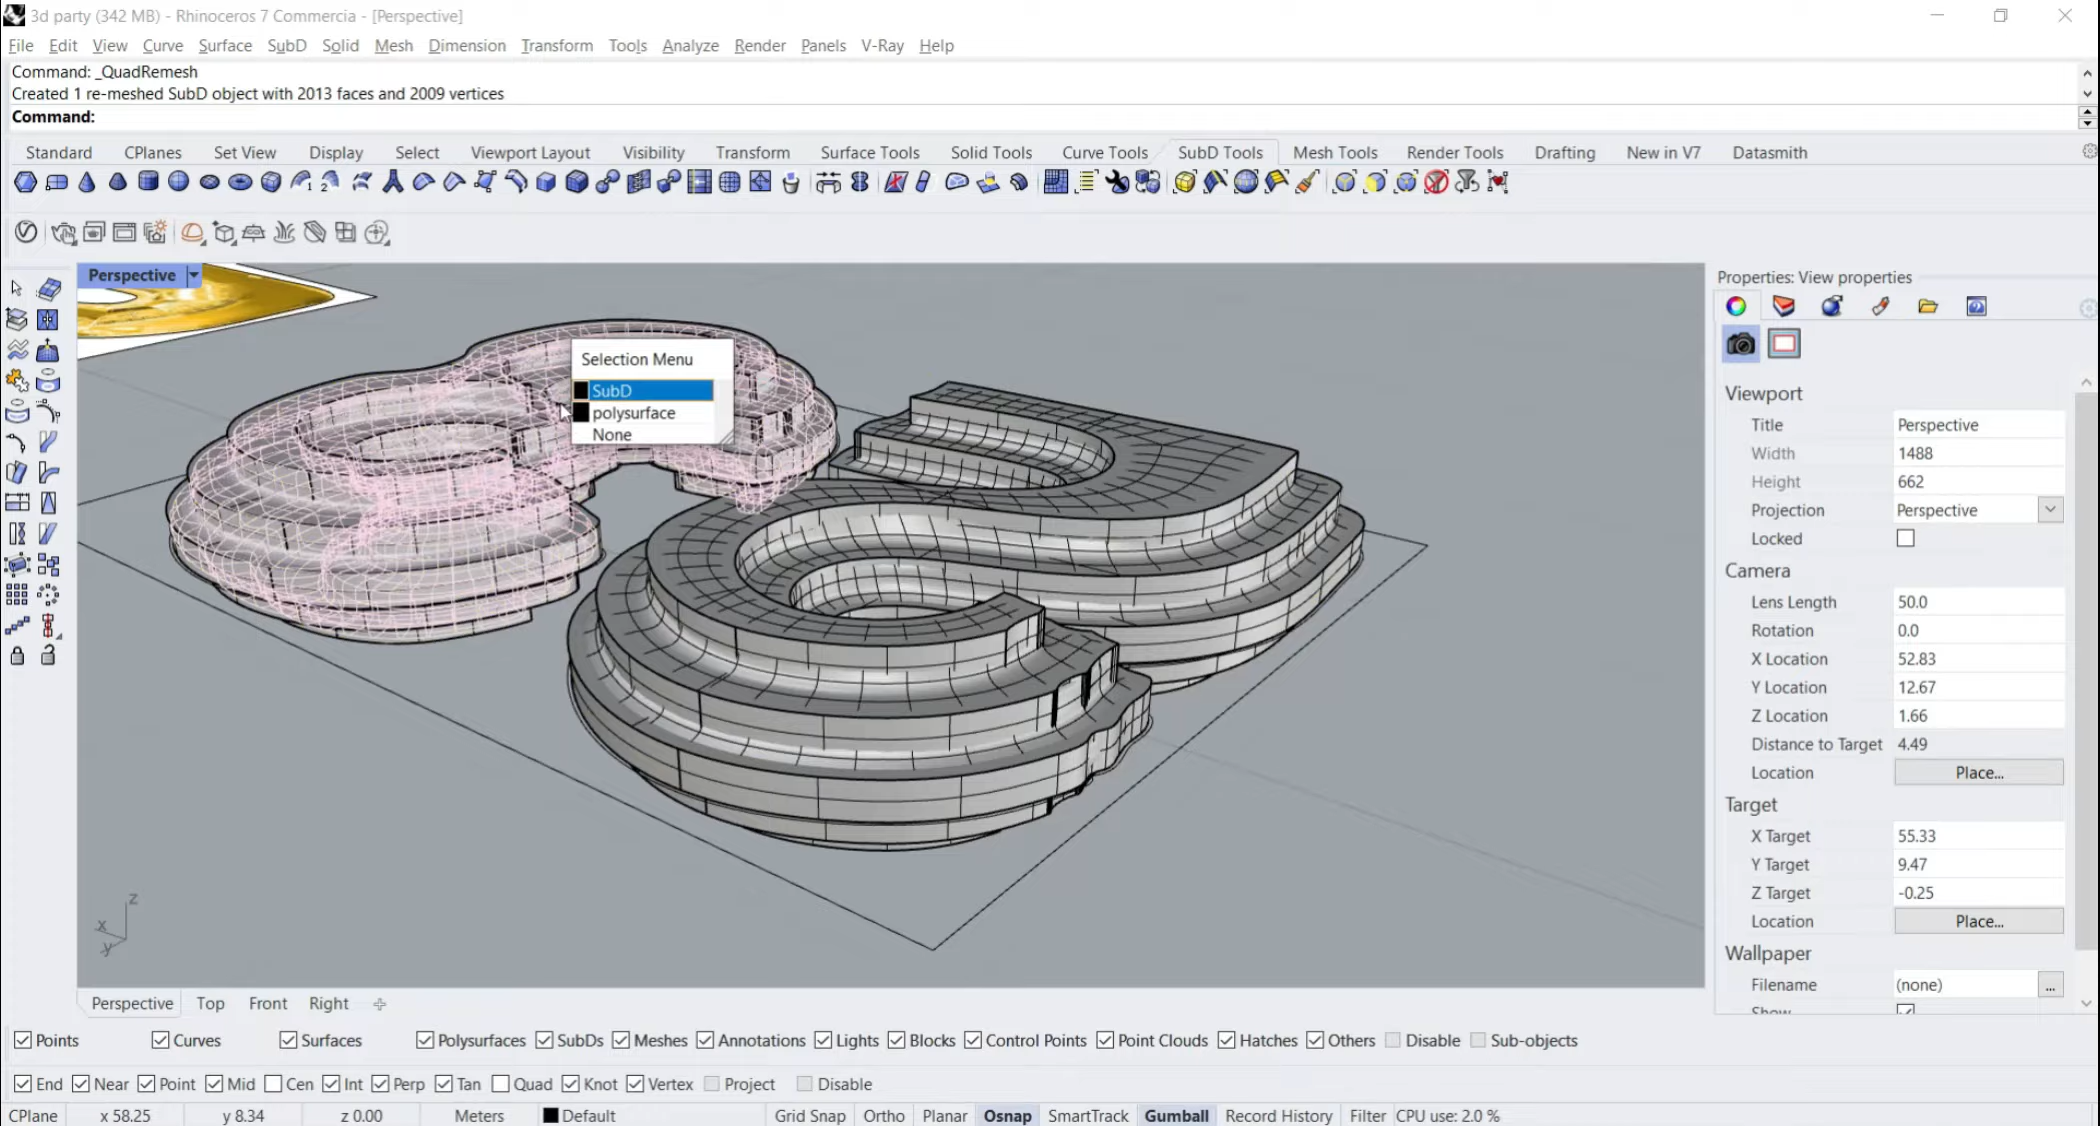 3d party (342 MB) - Rhinoceros 7 Commercia - [Perspective]
File Edit View Curve Surface SubD Solid Mesh Dimension Transform Tools Analyze Render Panels V-Ray Help
Command: _QuadRemesh
Created 1 re-meshed SubD object with 2013 faces and 2009 vertices
Command:
Standard CPlanes Set View Display Select Viewport Layout Visibility Transform Surface Tools Solid Tools Curve Tools SubD Tools Mesh Tools Render Tools Drafting New in V7 Datasmith
Perspective
Selection Menu
SubD
polysurface
None
z
x
y
Properties: View properties
Viewport
Title Perspective
Width 1488
Height 662
Projection Perspective
Locked
Camera
Lens Length 50.0
Rotation 0.0
X Location 52.83
Y Location 12.67
Z Location 1.66
Distance to Target 4.49
Location Place...
Target
X Target 55.33
Y Target 9.47
Z Target -0.25
Location Place...
Wallpaper
Filename (none) ...
Show
Perspective Top Front Right
Points Curves Surfaces Polysurfaces SubDs Meshes Annotations Lights Blocks Control Points Point Clouds Hatches Others Disable Sub-objects
End Near Point Mid Cen Int Perp Tan Quad Knot Vertex Project Disable
CPlane x 58.25 y 8.34 z 0.00 Meters Default Grid Snap Ortho Planar Osnap SmartTrack Gumball Record History Filter CPU use: 2.0 %